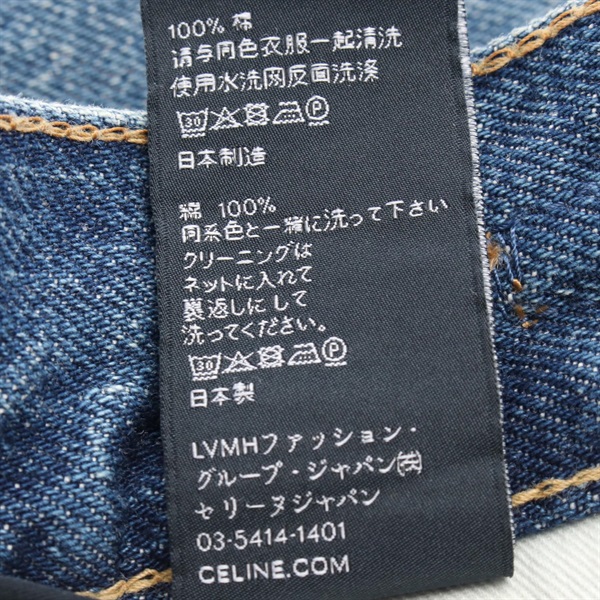 100% 棉
请与同色衣服一起清洗
使用水洗网反面洗涤
30 P
日本制造
綿 100%
同系色と一緒に洗って下さい
クリーニングは
ネットに入れて
裏返しにして
洗ってください。
30 P
日本製
LVMHファッション・
グループ・ジャパン㈱
セリーヌジャパン
03-5414-1401
CELINE.COM